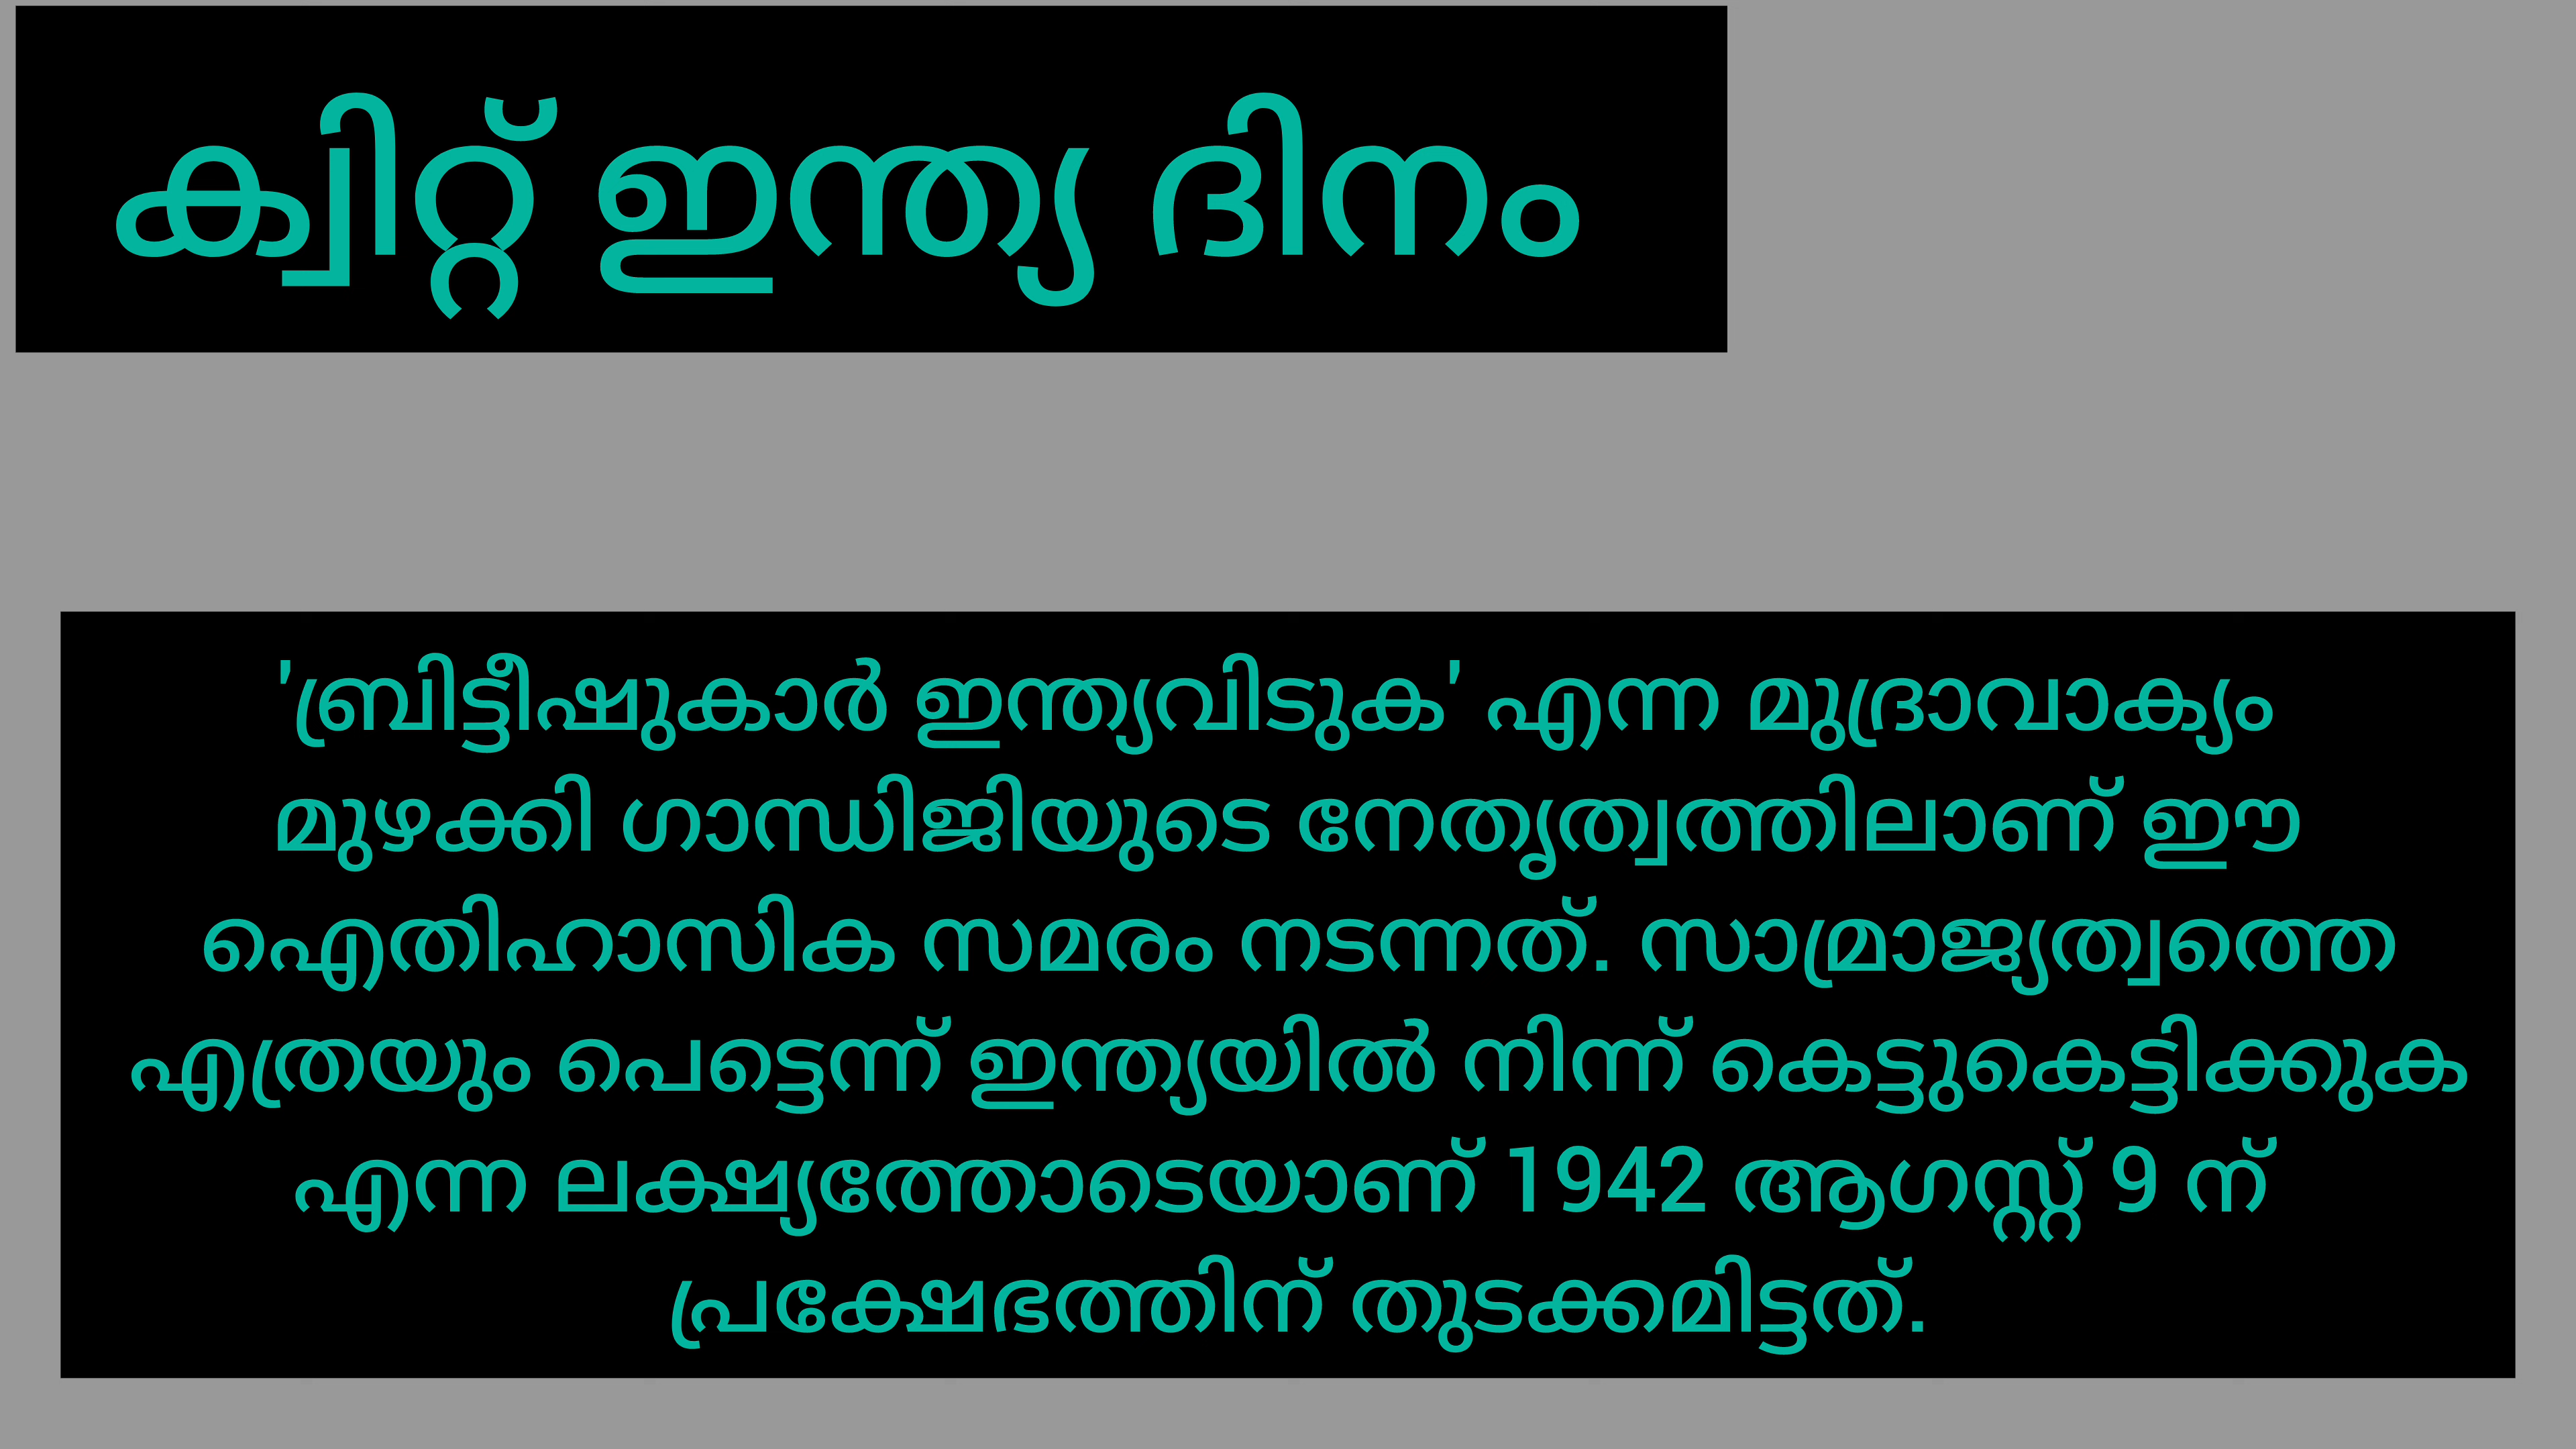 ക്വിറ്റ് ഇന്ത്യ ദിനം
'ബ്രിട്ടീഷുകാർ ഇന്ത്യവിടുക' എന്ന മുദ്രാവാക്യം
മുഴക്കി ഗാന്ധിജിയുടെ നേതൃത്വത്തിലാണ് ഈ
ഐതിഹാസിക സമരം നടന്നത്. സാമ്രാജ്യത്വത്തെ
എത്രയും പെട്ടെന്ന് ഇന്ത്യയിൽ നിന്ന് കെട്ടുകെട്ടിക്കുക
എന്ന ലക്ഷ്യത്തോടെയാണ് 1942 ആഗസ്റ്റ് 9 ന്
പ്രക്ഷേഭത്തിന് തുടക്കമിട്ടത്.